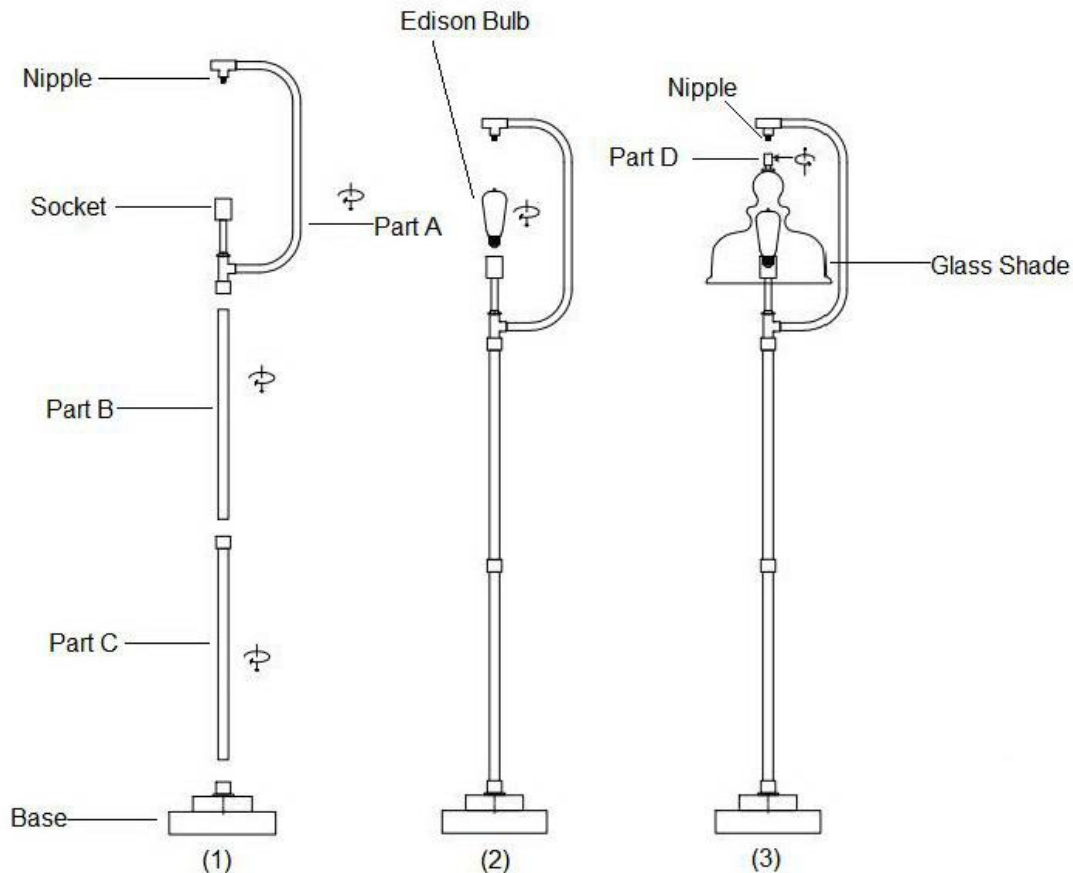 Edison Bulb
Nipple
Socket
Part A
Part B
Part C
Base
(1)
(2)
Nipple
Part D
Glass Shade
(3)